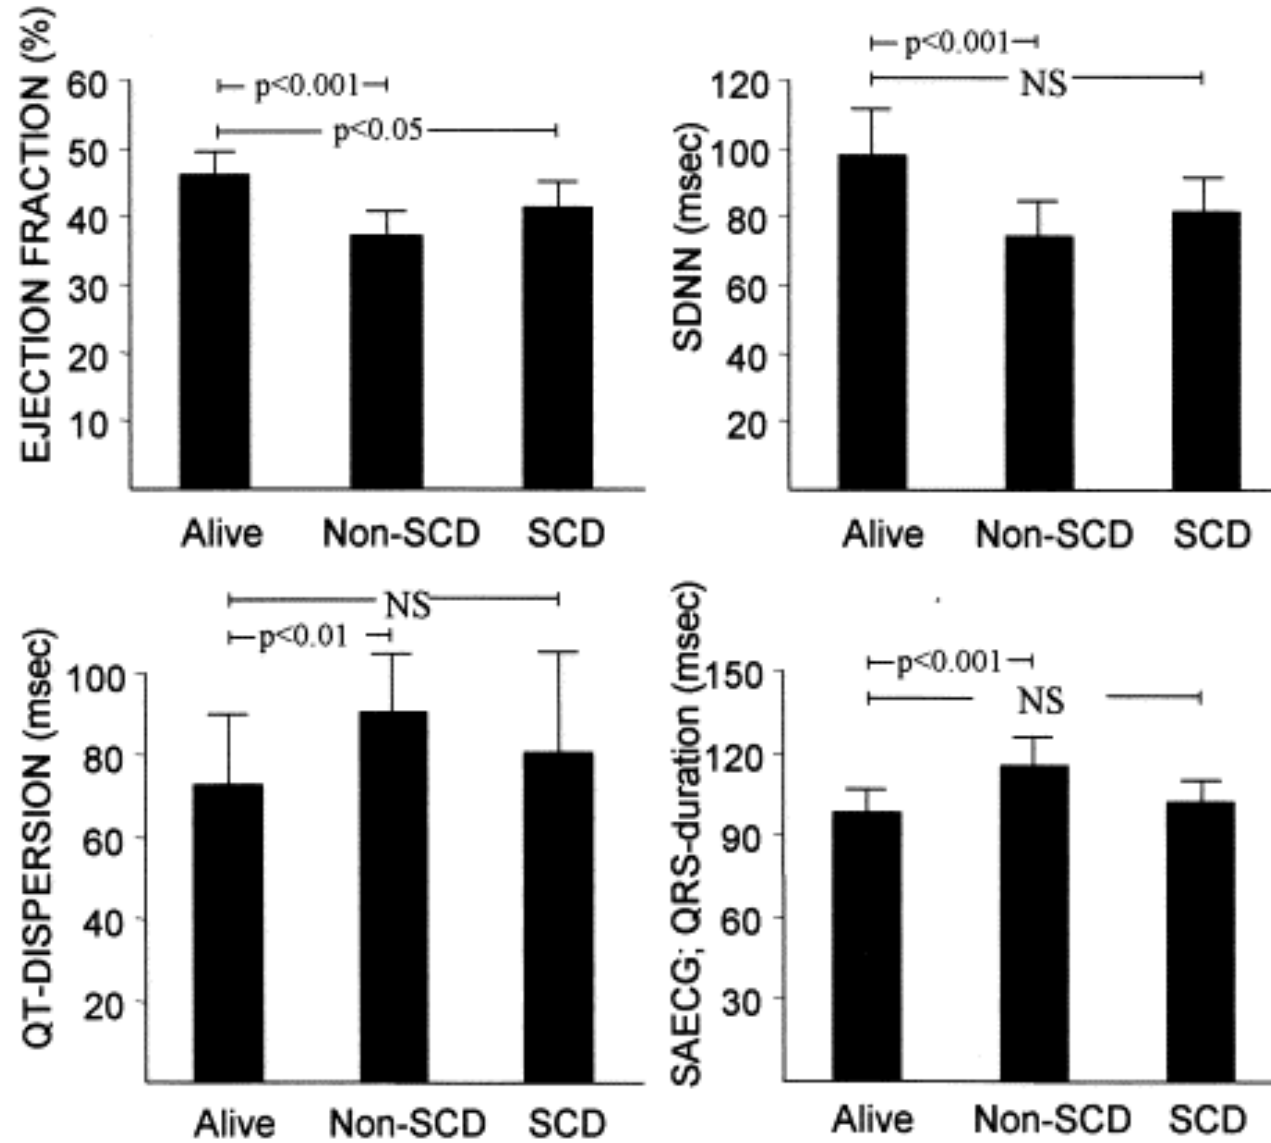 EJECTION FRACTION (%)
60
50
40
30
20
10
p<0.001
p<0.05
Alive Non-SCD SCD
SDNN (msec)
120
100
80
60
40
20
p<0.001
NS
Alive Non-SCD SCD
QT-DISPERSION (msec)
100
80
60
40
20
NS
p<0.01
Alive Non-SCD SCD
SAECG; QRS-duration (msec)
150
120
90
60
30
p<0.001
NS
Alive Non-SCD SCD